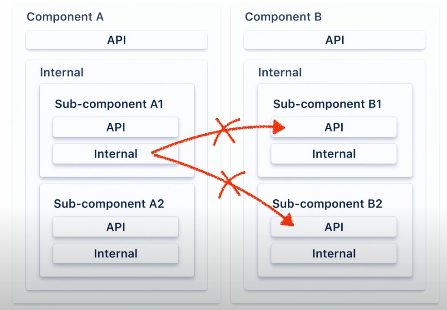 Component A
API
Internal
Sub-component A1
API
Internal
Sub-component A2
API
Internal
Component B
API
Internal
Sub-component B1
API
Internal
Sub-component B2
API
Internal